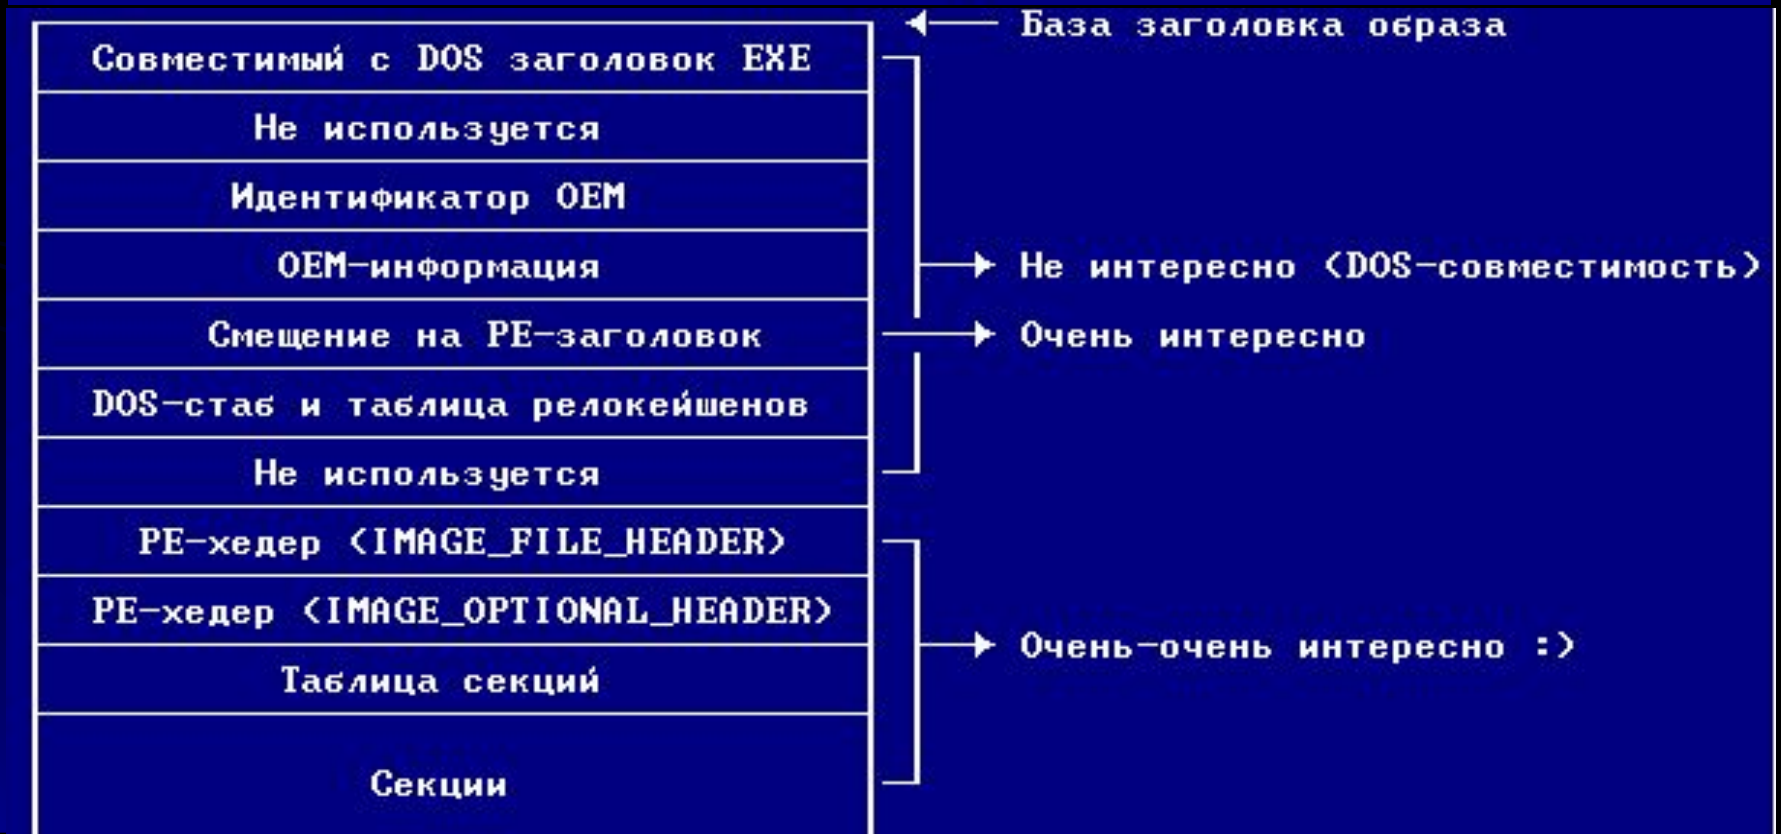 База заголовка образа
Совместимый с DOS заголовок EXE
Не используется
Идентификатор OEM
OEM-информация
Не интересно (DOS-совместимость)
Смещение на PE-заголовок
Очень интересно
DOS-стаб и таблица релокейшенов
Не используется
PE-хедер (IMAGE_FILE_HEADER)
PE-хедер (IMAGE_OPTIONAL_HEADER)
Очень-очень интересно :)
Таблица секций
Секции